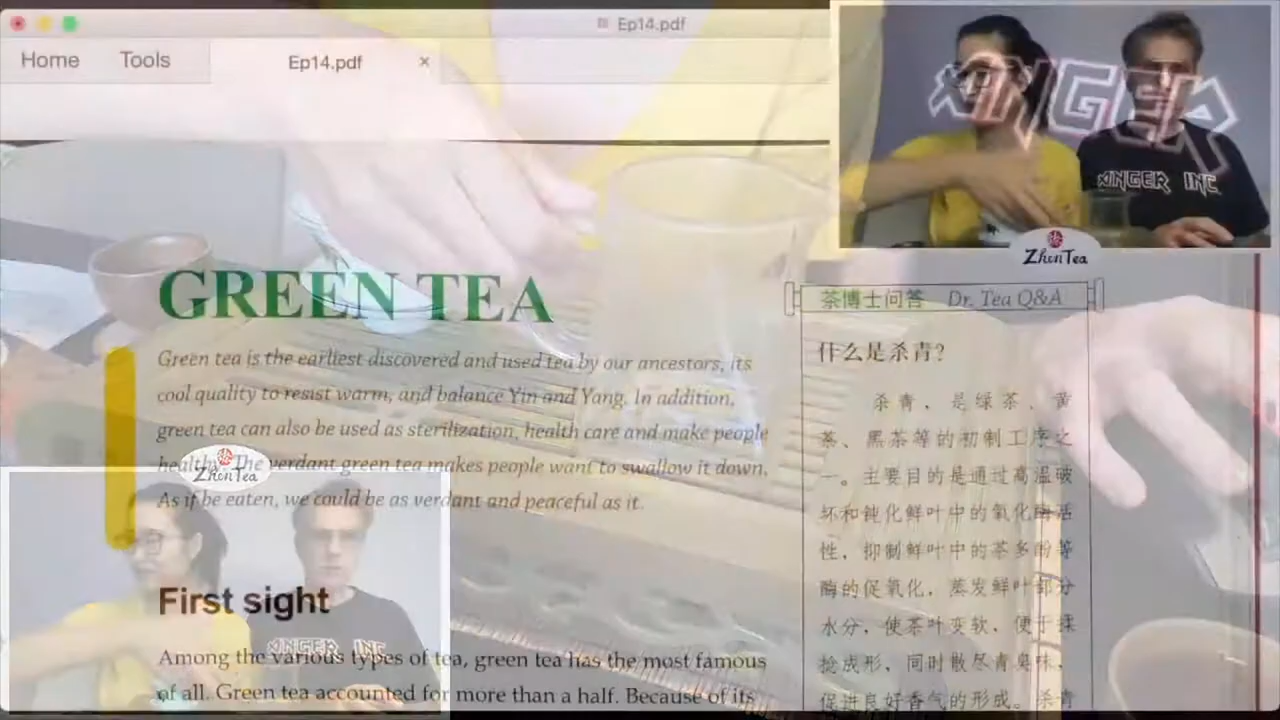 Ep14.pdf
Home
Tools
Ep14.pdf
×
ANGER
ANGER INC
Zhen Tea
GREEN TEA
Green tea is the earliest discovered and used tea by our ancestors, its
cool quality to resist warm, and balance Yin and Yang. In addition,
green tea can also be used as sterilization, health care and make people
healthy. The verdant green tea makes people want to swallow it down.
As if be eaten, we could be as verdant and peaceful as it.
Zhen Tea
First sight
ANGER INC
Among the various types of tea, green tea has the most famous
of all. Green tea accounted for more than a half. Because of its
茶博士问答 Dr. Tea Q&A
什么是杀青？
杀青，是绿茶、黄
茶、黑茶等的初制工序之
一。主要目的是通过高温破
坏和钝化鲜叶中的氧化酶活
性，抑制鲜叶中的茶多酚等
酶的促氧化，蒸发鲜叶部分
水分，使茶叶变软，便于揉
捻成形，同时散尽青臭味，
促进良好香气的形成。杀青